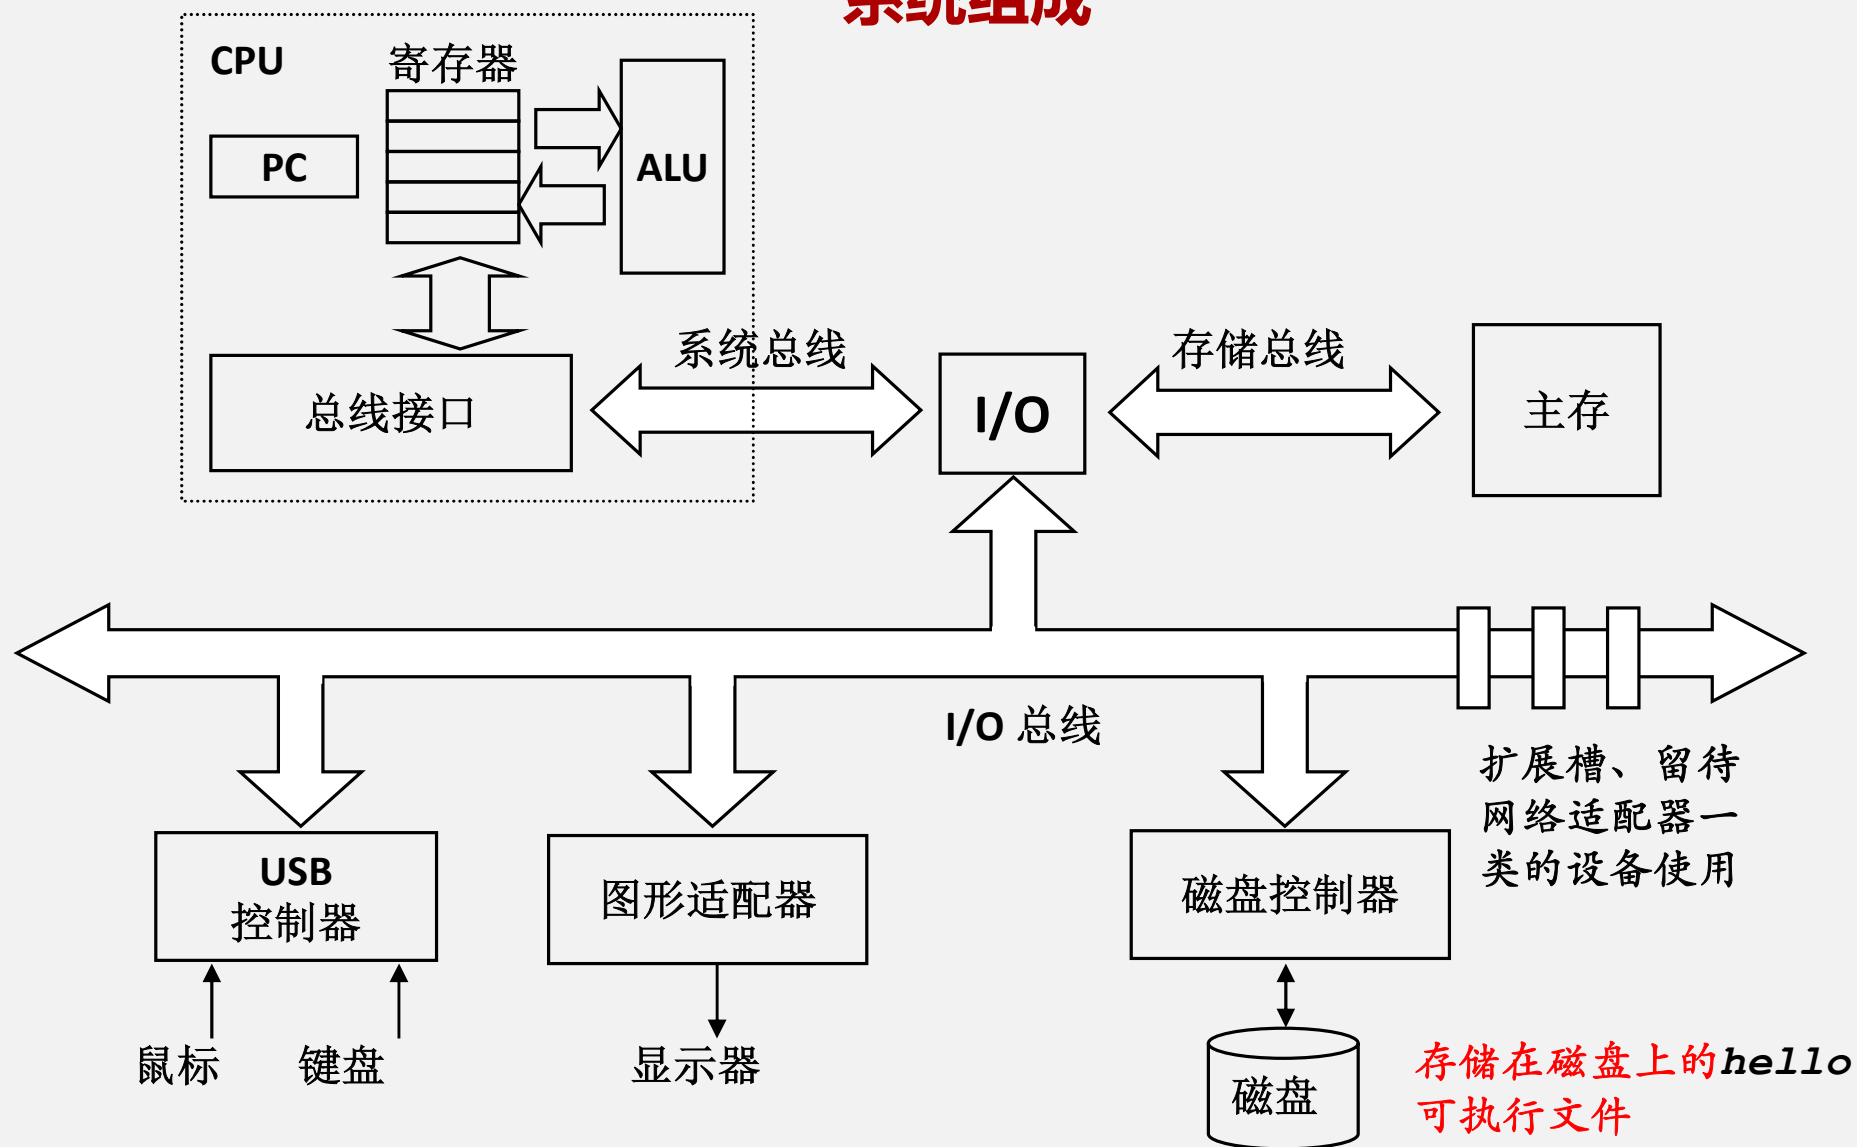 系统组成
CPU
寄存器
PC
ALU
系统总线
存储总线
总线接口
I/O
主存
I/O 总线
扩展槽、留待
网络适配器一
类的设备使用
USB
控制器
图形适配器
磁盘控制器
鼠标
键盘
显示器
磁盘
存储在磁盘上的hello
可执行文件